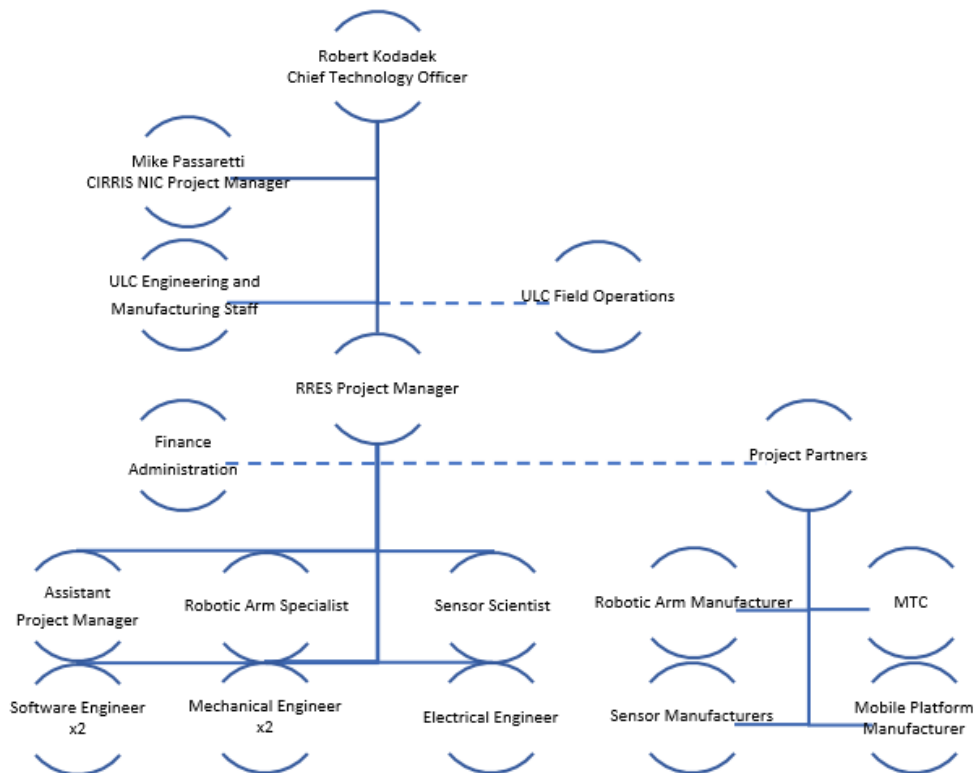 Robert Kodadek
Chief Technology Officer
Mike Passaretti
CIRRIS NIC Project Manager
ULC Engineering and
Manufacturing Staff
ULC Field Operations
RRES Project Manager
Finance
Administration
Project Partners
Assistant
Project Manager
Robotic Arm Specialist
Sensor Scientist
Robotic Arm Manufacturer
MTC
Software Engineer
x2
Mechanical Engineer
x2
Electrical Engineer
Sensor Manufacturers
Mobile Platform
Manufacturer